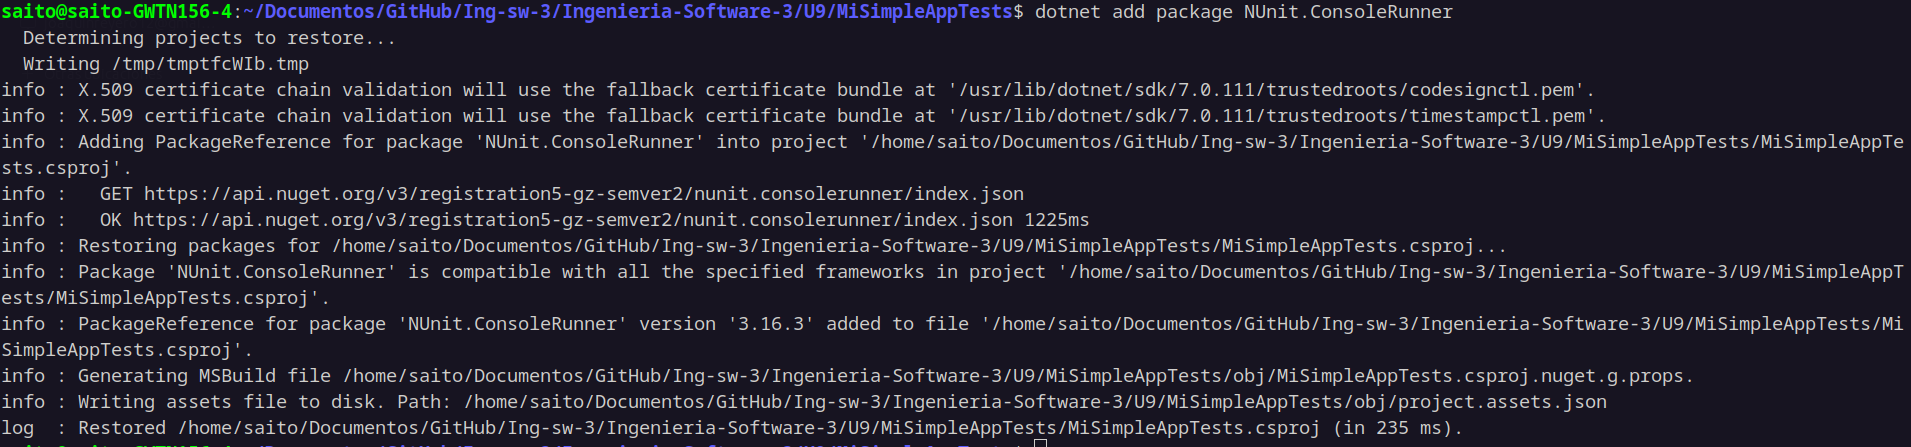 saito@saito-GWTN156-4:~/Documentos/GitHub/Ing-sw-3/Ingenieria-Software-3/U9/MiSimpleAppTests$ dotnet add package NUnit.ConsoleRunner
  Determining projects to restore...
  Writing /tmp/tmptfcWIb.tmp
info : X.509 certificate chain validation will use the fallback certificate bundle at '/usr/lib/dotnet/sdk/7.0.111/trustedroots/codesignctl.pem'.
info : X.509 certificate chain validation will use the fallback certificate bundle at '/usr/lib/dotnet/sdk/7.0.111/trustedroots/timestampctl.pem'.
info : Adding PackageReference for package 'NUnit.ConsoleRunner' into project '/home/saito/Documentos/GitHub/Ing-sw-3/Ingenieria-Software-3/U9/MiSimpleAppTests/MiSimpleAppTe
sts.csproj'.
info :   GET https://api.nuget.org/v3/registration5-gz-semver2/nunit.consolerunner/index.json
info :   OK https://api.nuget.org/v3/registration5-gz-semver2/nunit.consolerunner/index.json 1225ms
info : Restoring packages for /home/saito/Documentos/GitHub/Ing-sw-3/Ingenieria-Software-3/U9/MiSimpleAppTests/MiSimpleAppTests.csproj...
info : Package 'NUnit.ConsoleRunner' is compatible with all the specified frameworks in project '/home/saito/Documentos/GitHub/Ing-sw-3/Ingenieria-Software-3/U9/MiSimpleAppT
ests/MiSimpleAppTests.csproj'.
info : PackageReference for package 'NUnit.ConsoleRunner' version '3.16.3' added to file '/home/saito/Documentos/GitHub/Ing-sw-3/Ingenieria-Software-3/U9/MiSimpleAppTests/Mi
SimpleAppTests.csproj'.
info : Generating MSBuild file /home/saito/Documentos/GitHub/Ing-sw-3/Ingenieria-Software-3/U9/MiSimpleAppTests/obj/MiSimpleAppTests.csproj.nuget.g.props.
info : Writing assets file to disk. Path: /home/saito/Documentos/GitHub/Ing-sw-3/Ingenieria-Software-3/U9/MiSimpleAppTests/obj/project.assets.json
log  : Restored /home/saito/Documentos/GitHub/Ing-sw-3/Ingenieria-Software-3/U9/MiSimpleAppTests/MiSimpleAppTests.csproj (in 235 ms).